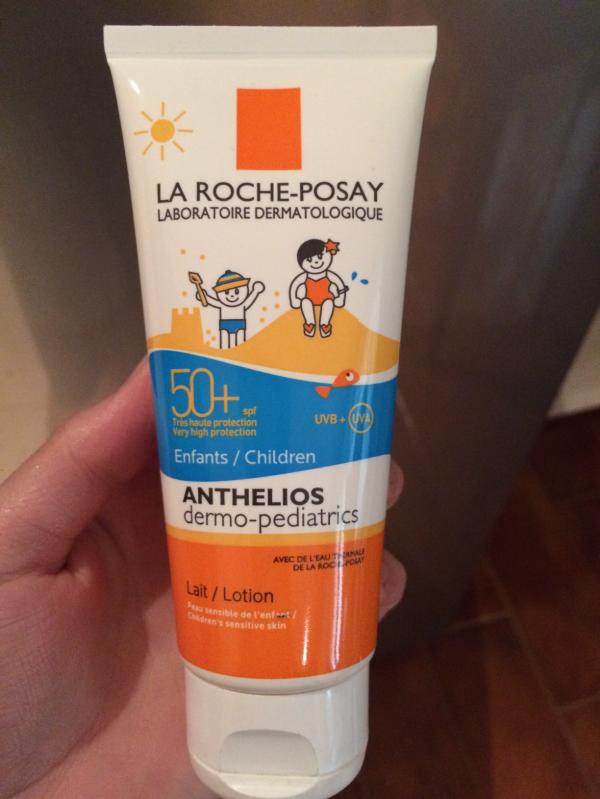 LA ROCHE-POSAY
LABORATOIRE DERMATOLOGIQUE
50+ spf
Très haute protection
Very high protection
UVB + UVA
Enfants / Children
ANTHELIOS
dermo-pediatrics
AVEC DE L'EAU THERMALE
DE LA ROCHE-POSAY
Lait / Lotion
Peau sensible de l'enfant /
Children's sensitive skin